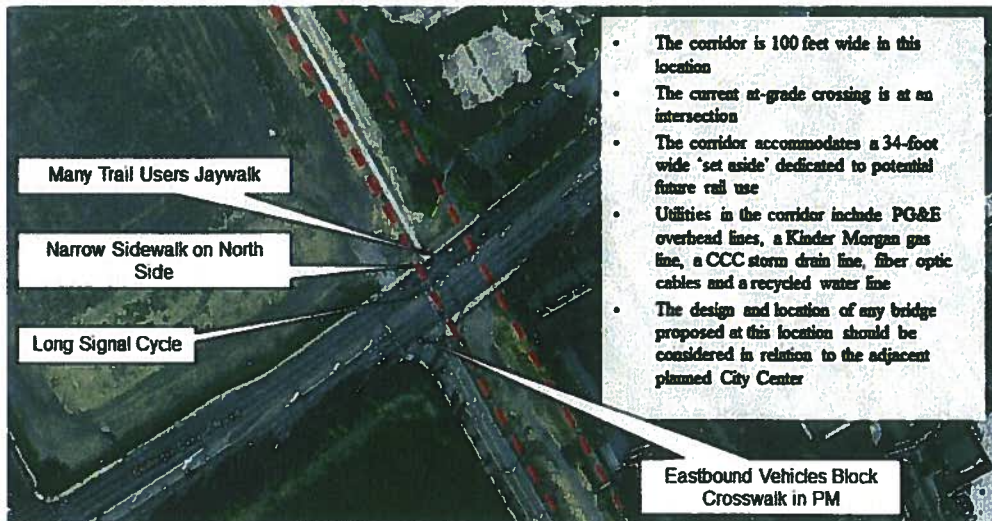 Many Trail Users Jaywalk
Narrow Sidewalk on North
Side
Long Signal Cycle
• The corridor is 100 feet wide in this
location
• The current at-grade crossing is at an
intersection
• The corridor accommodates a 34-foot
wide ‘set aside’ dedicated to potential
future rail use
• Utilities in the corridor include PG&E
overhead lines, a Kinder Morgan gas
line, a CCC storm drain line, fiber optic
cables and a recycled water line
• The design and location of any bridge
proposed at this location should be
considered in relation to the adjacent
planned City Center
Eastbound Vehicles Block
Crosswalk in PM